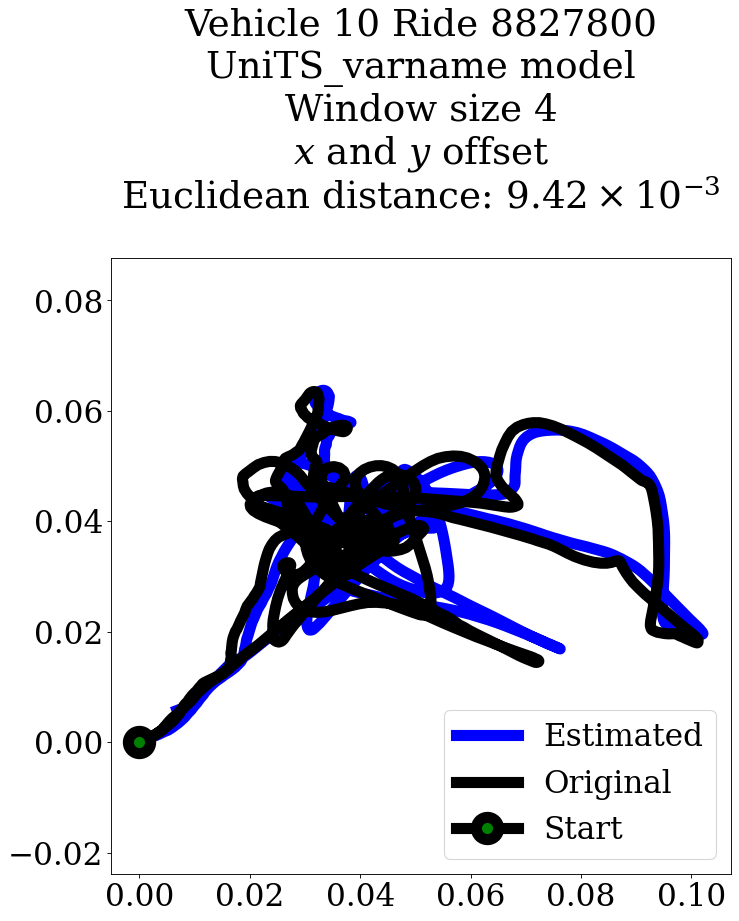 Vehicle 10 Ride 8827800
UniTS_varname model
Window size 4
x and y offset
Euclidean distance: 9.42 × 10⁻³
0.08
0.06
0.04
0.02
0.00
−0.02
0.00 0.02 0.04 0.06 0.08 0.10
Estimated
Original
Start